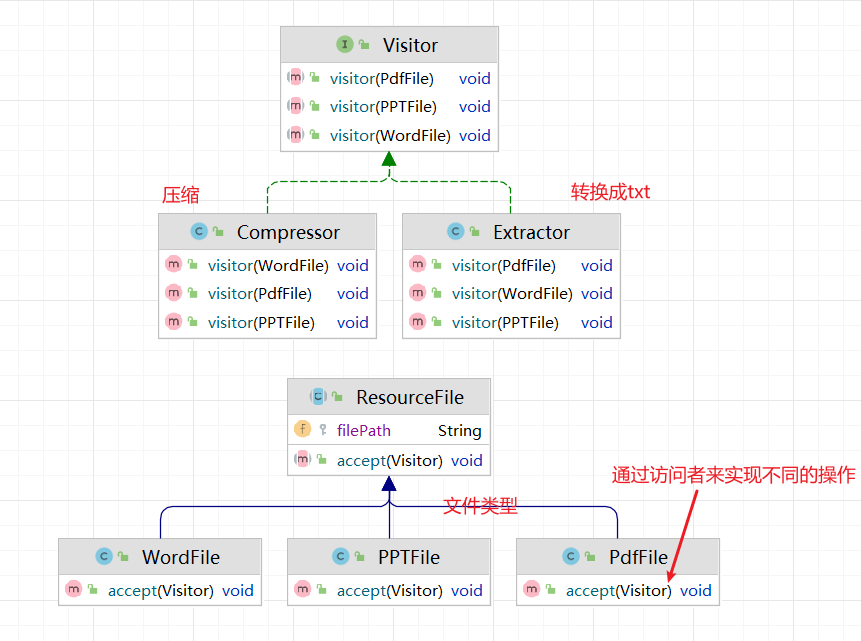 I Visitor
m visitor(PdfFile) void
m visitor(PPTFile) void
m visitor(WordFile) void
压缩
转换成txt
C Compressor
m visitor(WordFile) void
m visitor(PdfFile) void
m visitor(PPTFile) void
C Extractor
m visitor(PdfFile) void
m visitor(WordFile) void
m visitor(PPTFile) void
C ResourceFile
f filePath String
m accept(Visitor) void
通过访问者来实现不同的操作
文件类型
C WordFile
m accept(Visitor) void
C PPTFile
m accept(Visitor) void
C PdfFile
m accept(Visitor) void